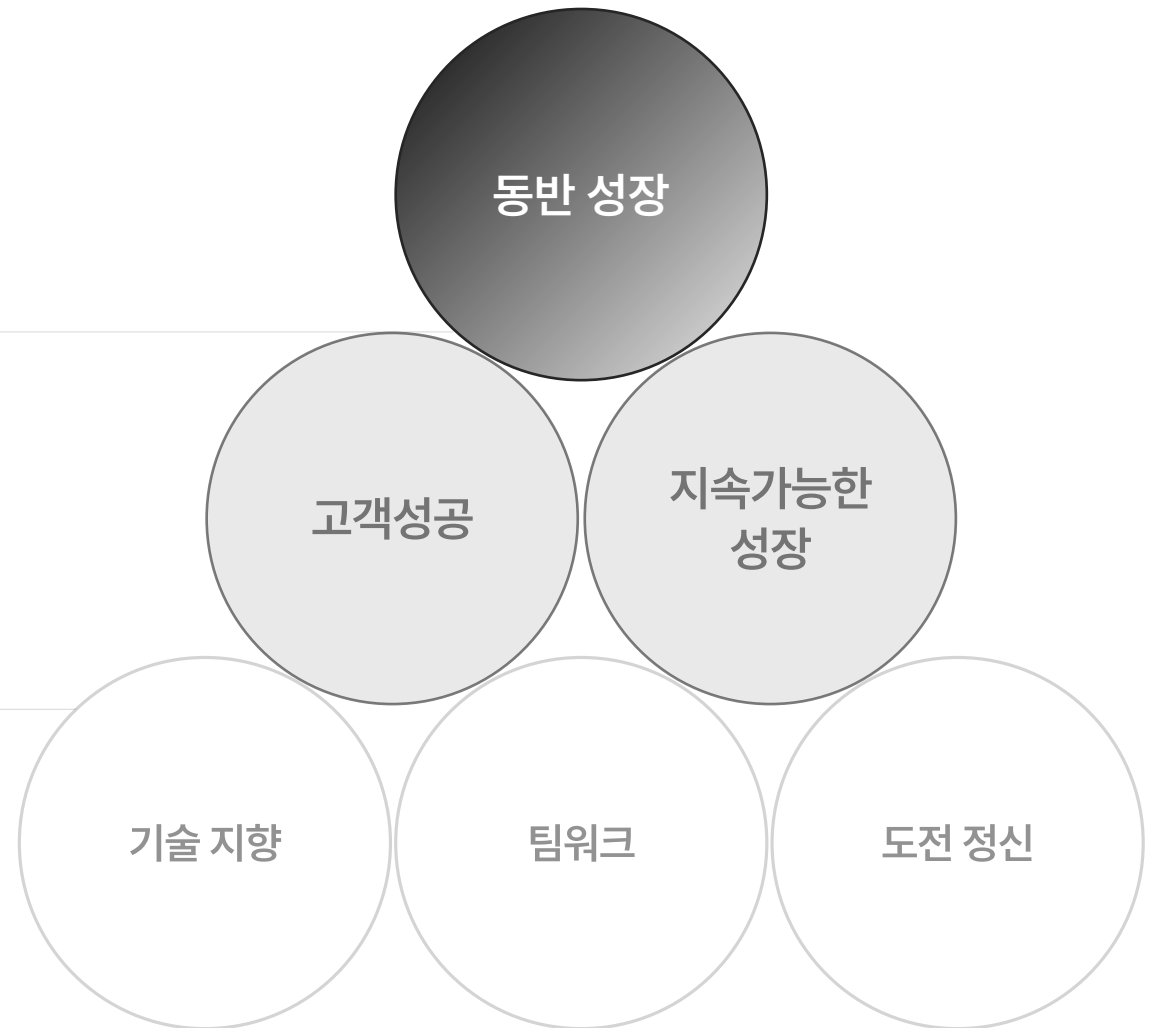 동반 성장
고객성공
지속가능한
성장
기술 지향
팀워크
도전 정신